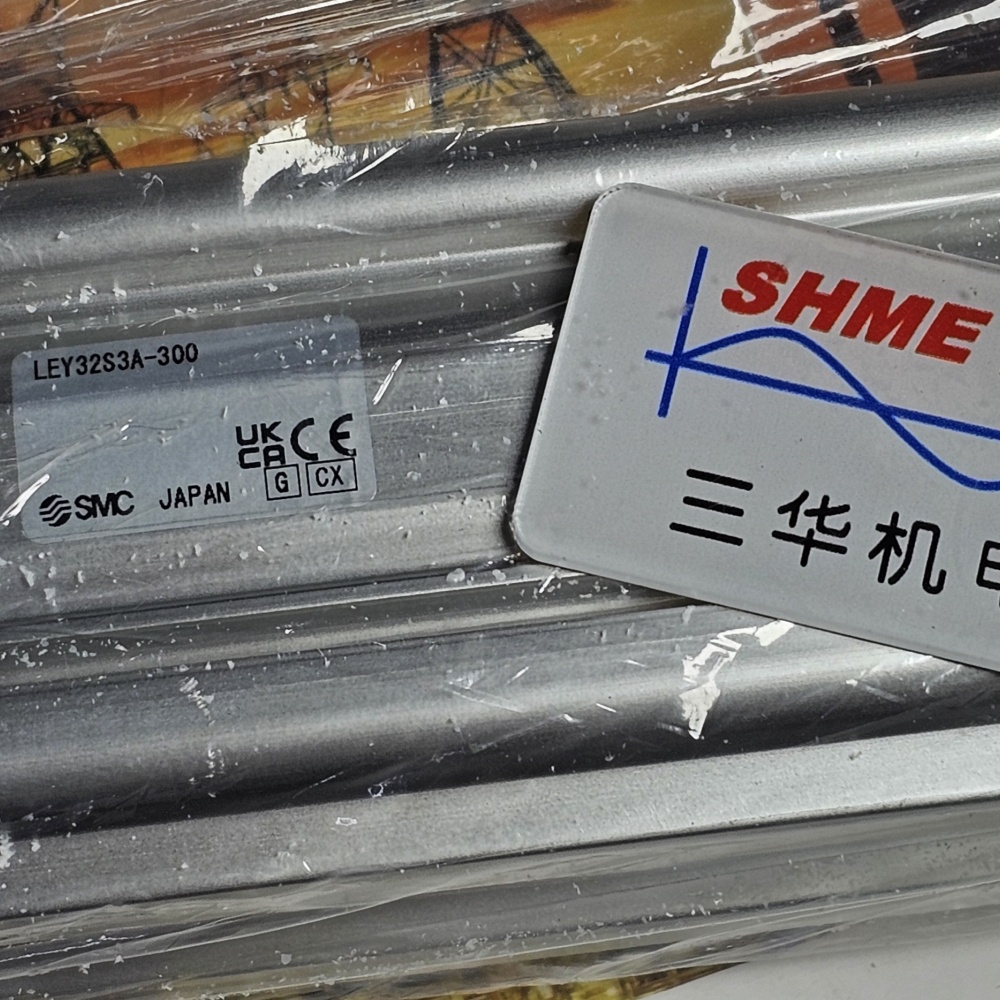 LEY32S3A-300
UK
CA CE
G CX
SMC JAPAN
SHME
三华机